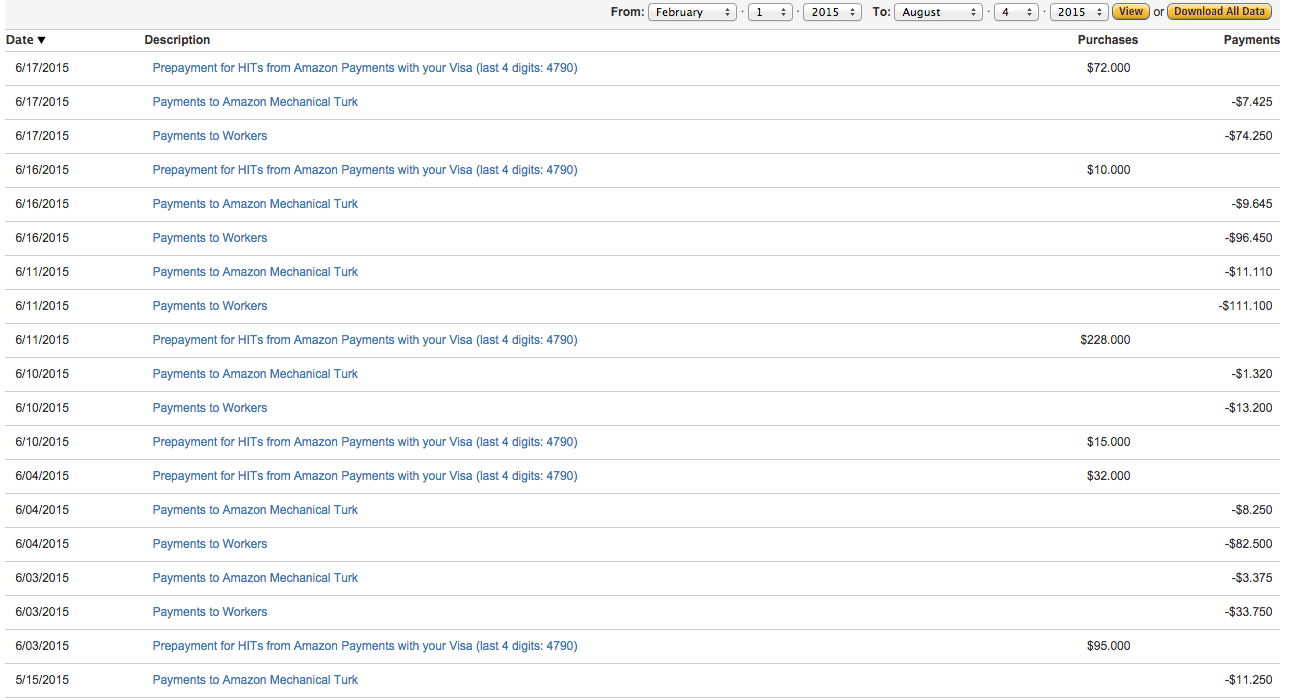 From: February · 1 · 2015 To: August · 4 · 2015 View or Download All Data
Date ▼ Description Purchases Payments
6/17/2015 Prepayment for HITs from Amazon Payments with your Visa (last 4 digits: 4790) $72.000
6/17/2015 Payments to Amazon Mechanical Turk -$7.425
6/17/2015 Payments to Workers -$74.250
6/16/2015 Prepayment for HITs from Amazon Payments with your Visa (last 4 digits: 4790) $10.000
6/16/2015 Payments to Amazon Mechanical Turk -$9.645
6/16/2015 Payments to Workers -$96.450
6/11/2015 Payments to Amazon Mechanical Turk -$11.110
6/11/2015 Payments to Workers -$111.100
6/11/2015 Prepayment for HITs from Amazon Payments with your Visa (last 4 digits: 4790) $228.000
6/10/2015 Payments to Amazon Mechanical Turk -$1.320
6/10/2015 Payments to Workers -$13.200
6/10/2015 Prepayment for HITs from Amazon Payments with your Visa (last 4 digits: 4790) $15.000
6/04/2015 Prepayment for HITs from Amazon Payments with your Visa (last 4 digits: 4790) $32.000
6/04/2015 Payments to Amazon Mechanical Turk -$8.250
6/04/2015 Payments to Workers -$82.500
6/03/2015 Payments to Amazon Mechanical Turk -$3.375
6/03/2015 Payments to Workers -$33.750
6/03/2015 Prepayment for HITs from Amazon Payments with your Visa (last 4 digits: 4790) $95.000
5/15/2015 Payments to Amazon Mechanical Turk -$11.250